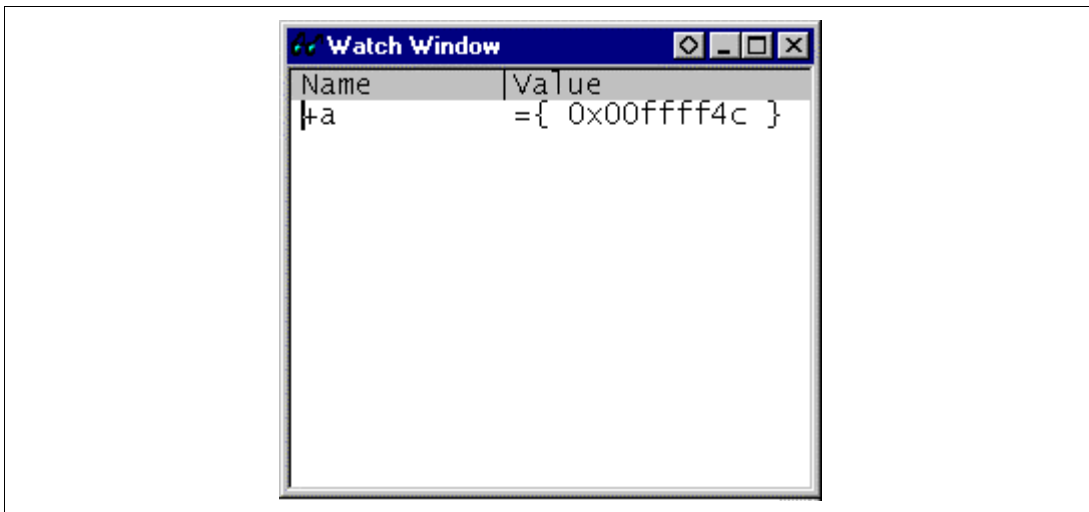 Watch Window
Name Value
+a ={ 0x00ffff4c }